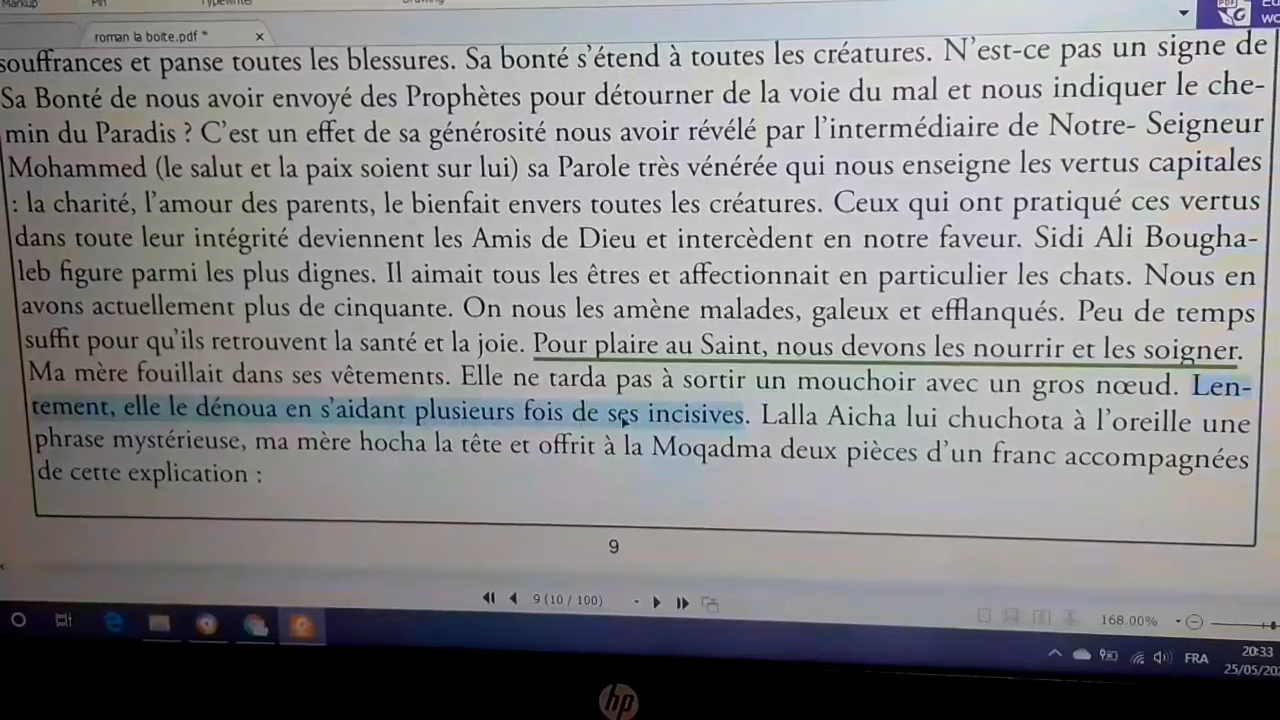 Markup
Pin
Typewriter
roman la boite.pdf *
x
souffrances et panse toutes les blessures. Sa bonté s'étend à toutes les créatures. N'est-ce pas un signe de
Sa Bonté de nous avoir envoyé des Prophètes pour détourner de la voie du mal et nous indiquer le che-
min du Paradis ? C'est un effet de sa générosité nous avoir révélé par l'intermédiaire de Notre- Seigneur
Mohammed (le salut et la paix soient sur lui) sa Parole très vénérée qui nous enseigne les vertus capitales
: la charité, l'amour des parents, le bienfait envers toutes les créatures. Ceux qui ont pratiqué ces vertus
dans toute leur intégrité deviennent les Amis de Dieu et intercèdent en notre faveur. Sidi Ali Bougha-
leb figure parmi les plus dignes. Il aimait tous les êtres et affectionnait en particulier les chats. Nous en
avons actuellement plus de cinquante. On nous les amène malades, galeux et efflanqués. Peu de temps
suffit pour qu'ils retrouvent la santé et la joie. Pour plaire au Saint, nous devons les nourrir et les soigner.
Ma mère fouillait dans ses vêtements. Elle ne tarda pas à sortir un mouchoir avec un gros nœud. Len-
tement, elle le dénoua en s'aidant plusieurs fois de ses incisives. Lalla Aicha lui chuchota à l'oreille une
phrase mystérieuse, ma mère hocha la tête et offrit à la Moqadma deux pièces d'un franc accompagnées
de cette explication :
9
9 (10 / 100)
168.00%
FRA
20:33
25/05/20
hp